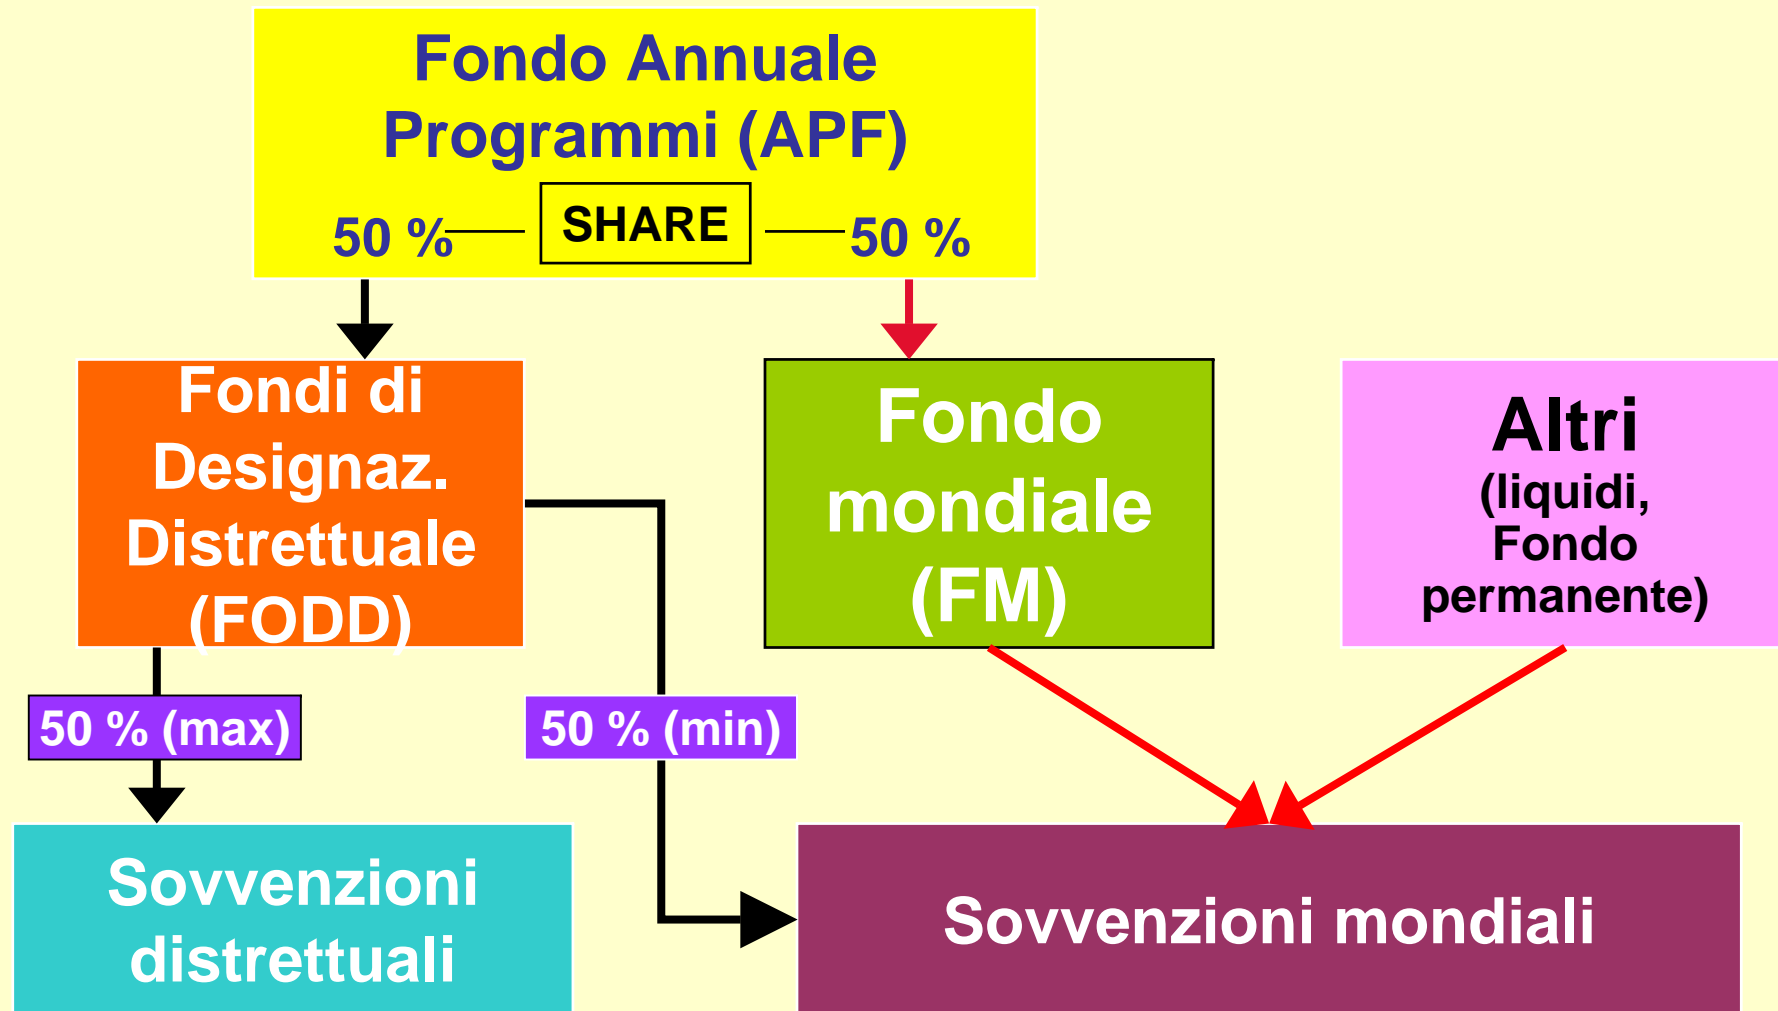 Fondo Annuale
Programmi (APF)
50 %
SHARE
50 %
Fondi di
Designaz.
Distrettuale
(FODD)
Fondo
mondiale
(FM)
Altri
(liquidi,
Fondo
permanente)
50 % (max)
50 % (min)
Sovvenzioni
distrettuali
Sovvenzioni mondiali